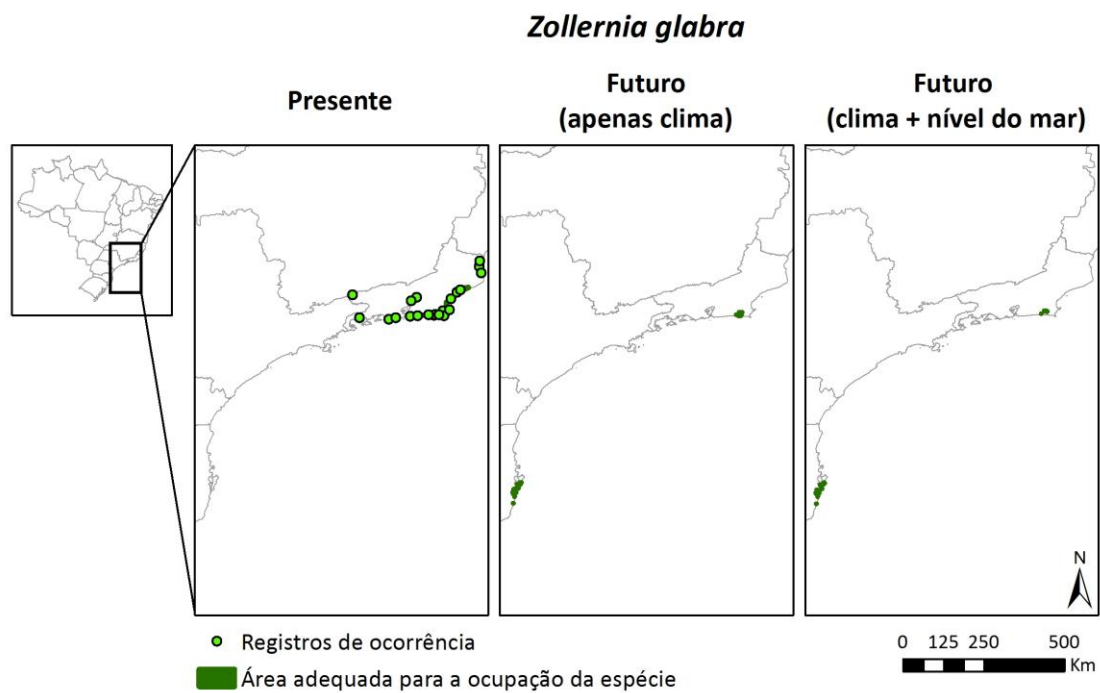 Zollernia glabra
Presente
Futuro
(apenas clima)
Futuro
(clima + nível do mar)
N
Registros de ocorrência
Área adequada para a ocupação da espécie
0 125 250 500
Km